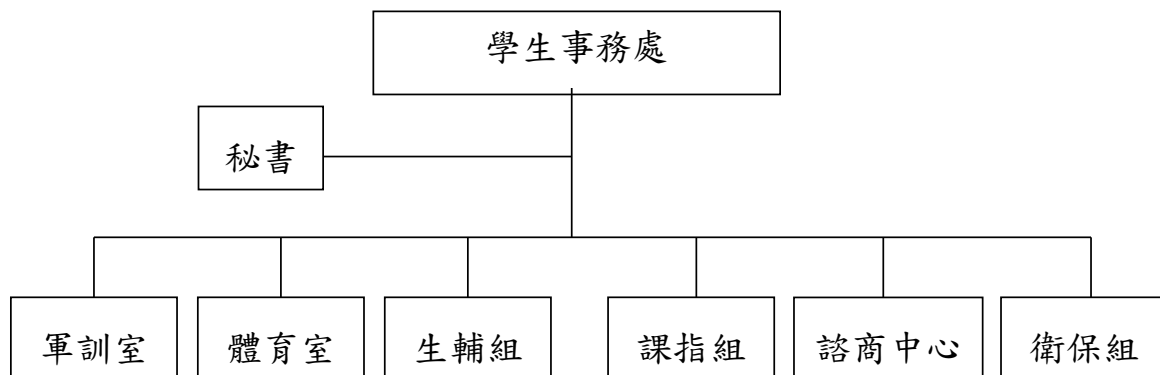 學生事務處
秘書
軍訓室
體育室
生輔組
課指組
諮商中心
衛保組